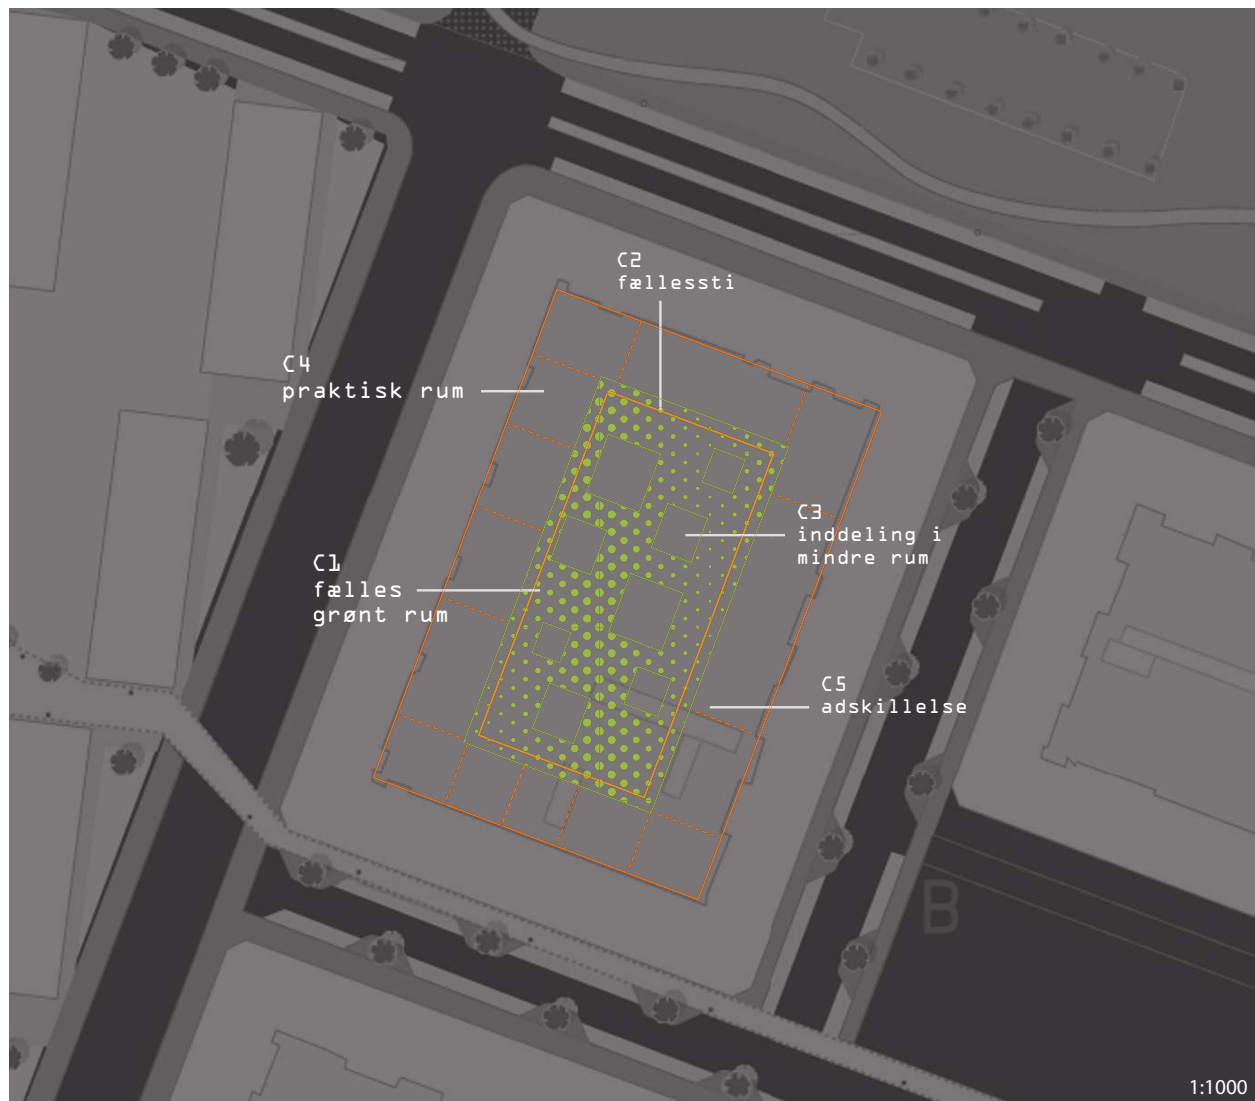 C2
fællessti
C4
praktisk rum
C3
inddeling i
mindre rum
C1
fælles
grønt rum
C5
adskillelse
B
1:1000